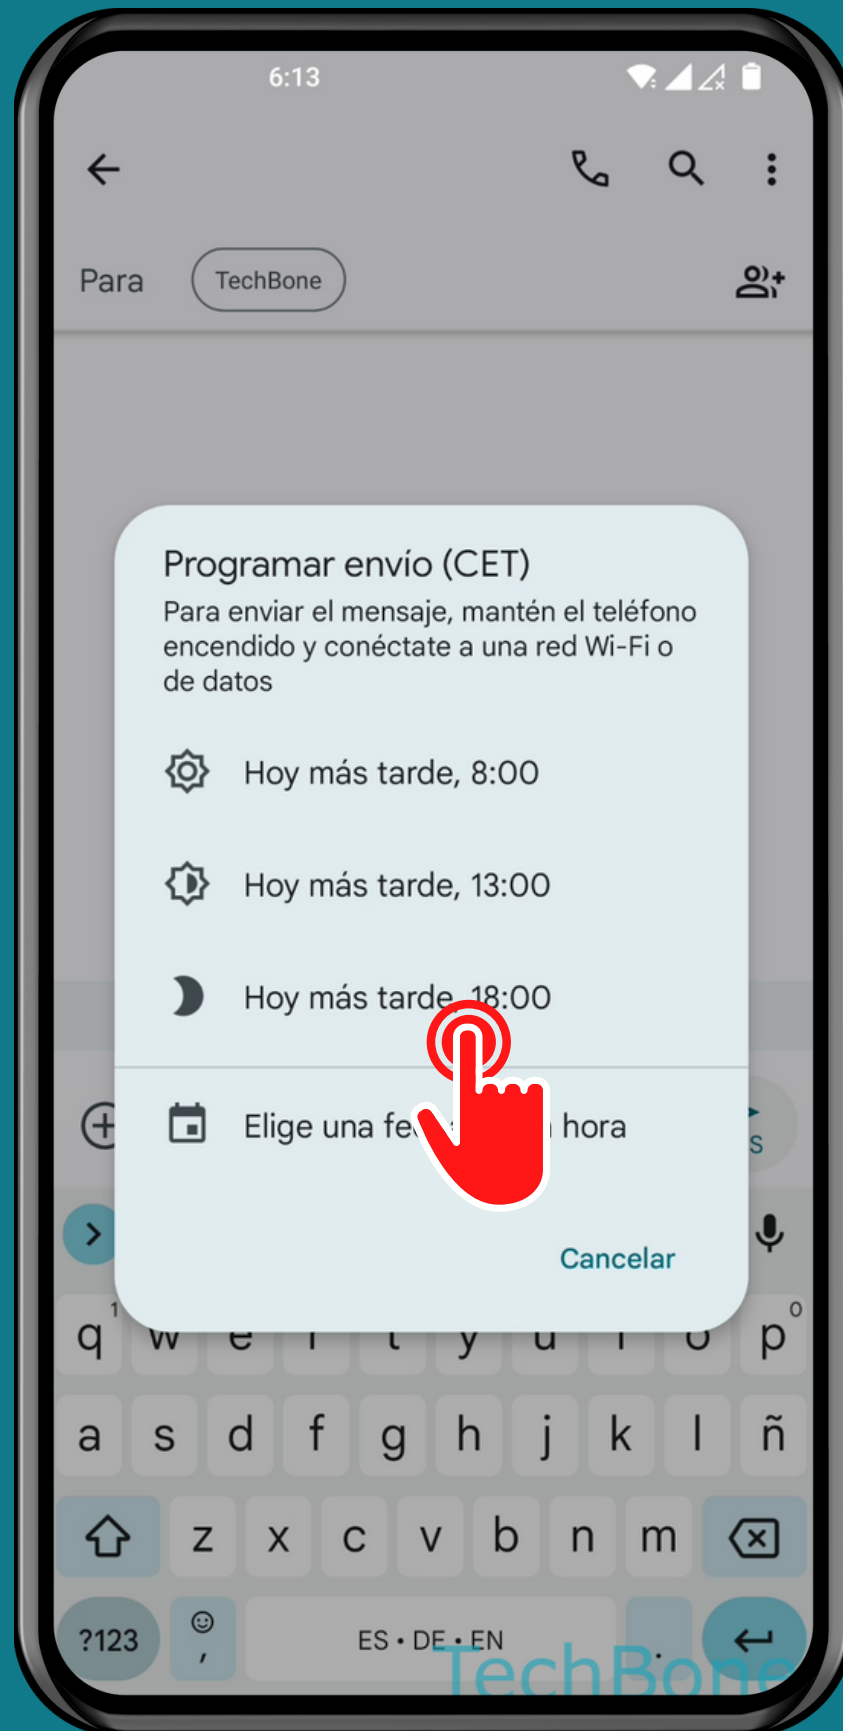 6:13
Para
TechBone
Programar envío (CET)
Para enviar el mensaje, mantén el teléfono
encendido y conéctate a una red Wi-Fi o
de datos
Hoy más tarde, 8:00
Hoy más tarde, 13:00
Hoy más tarde, 18:00
Elige una hora
S
Cancelar
q 1 w e r t y u i o p 0
a s d f g h j k l ñ
z x c v b n m
?123 , ES • DE • EN .
TechBone